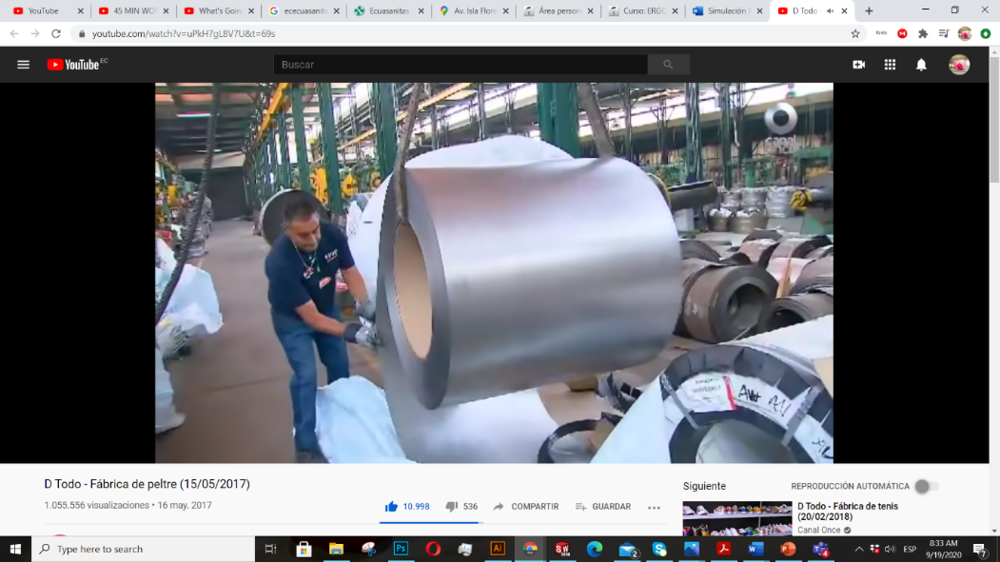 YouTube
45 MIN WO
What's Goin
ececuasanita
Ecuasanitas
Av. Isla Flore
Área person
Curso: ERGO
Simulación F
D Todo -
youtube.com/watch?v=uPkH7gL8V7U&t=69s
YouTube EC
Buscar
canal
D Todo - Fábrica de peltre (15/05/2017)
1.055.556 visualizaciones • 16 may. 2017
10.998
536
COMPARTIR
GUARDAR
Siguiente
REPRODUCCIÓN AUTOMÁTICA
D Todo - Fábrica de tenis
(20/02/2018)
Canal Once
Type here to search
ESP
8:33 AM
9/19/2020